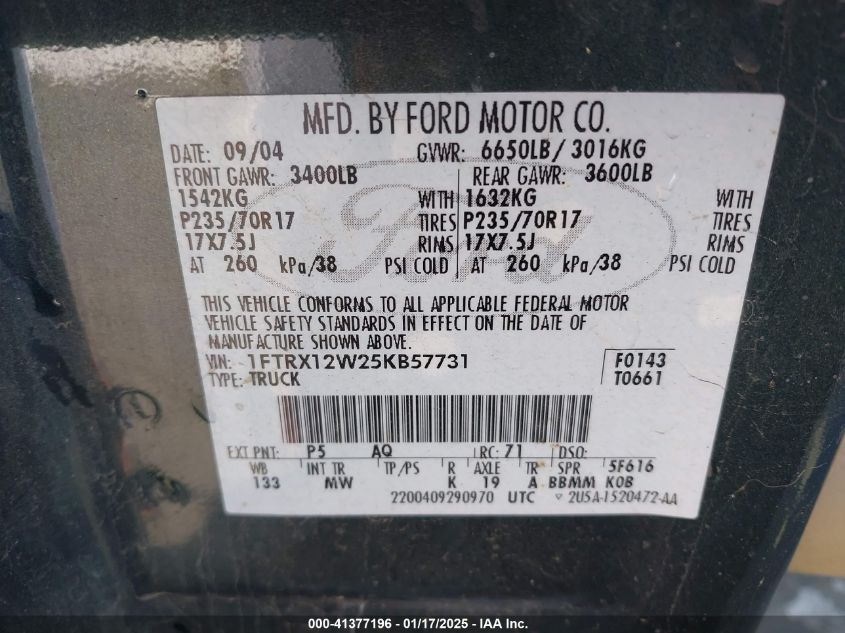 MFD. BY FORD MOTOR CO.
DATE: 09/04 GVWR: 6650LB/ 3016KG
FRONT GAWR: 3400LB REAR GAWR: 3600LB
1542KG WITH 1632KG WITH
P235/70R17 TIRES P235/70R17 TIRES
17X7.5J RIMS 17X7.5J RIMS
AT 260 kPa/38 PSI COLD AT 260 kPa/38 PSI COLD
Ford
THIS VEHICLE CONFORMS TO ALL APPLICABLE FEDERAL MOTOR
VEHICLE SAFETY STANDARDS IN EFFECT ON THE DATE OF
MANUFACTURE SHOWN ABOVE.
VIN: 1FTRX12W25KB57731 F0143
TYPE: TRUCK T0661
EXT PNT: P5 AQ RC: 71 DSO:
WB INT TR TP/PS R AXLE TR SPR 5F616
133 MW K 19 A BBMM KOB
2200409290970 UTC 2U5A-1520472-AA
000-41377196 - 01/17/2025 - IAA Inc.